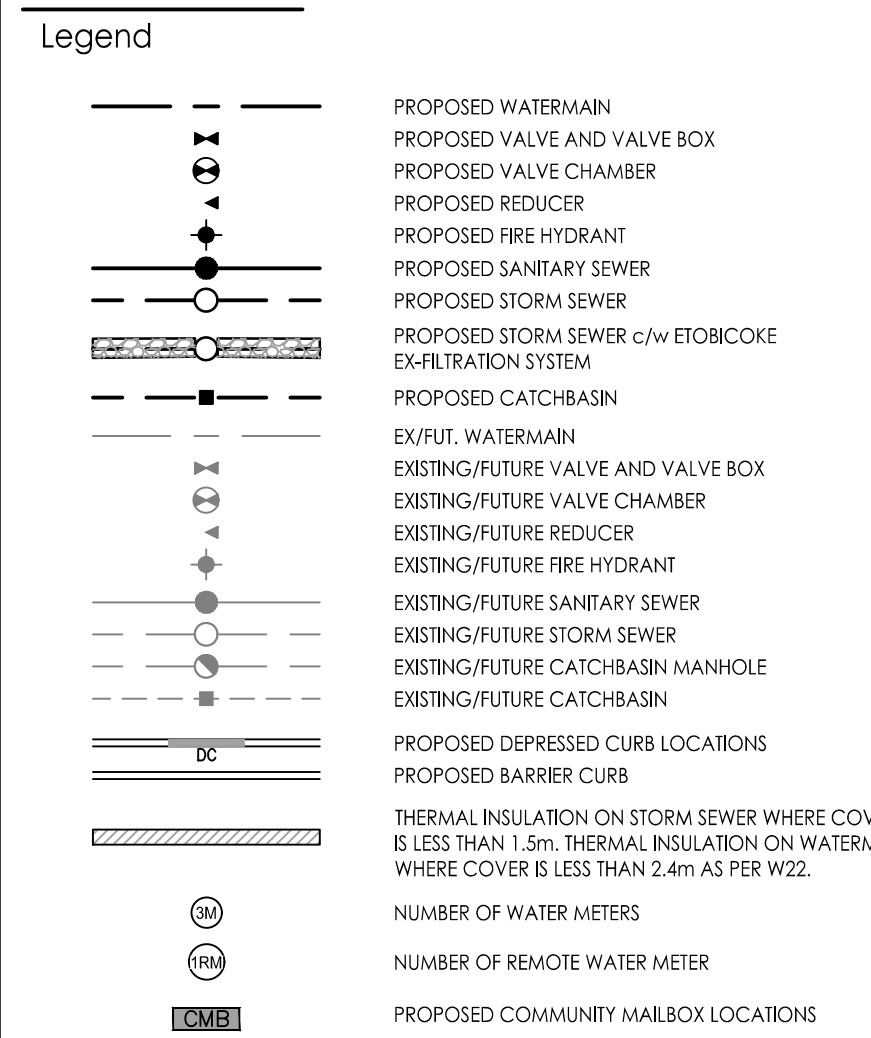 Legend
PROPOSED WATERMAIN
PROPOSED VALVE AND VALVE BOX
PROPOSED VALVE CHAMBER
PROPOSED REDUCER
PROPOSED FIRE HYDRANT
PROPOSED SANITARY SEWER
PROPOSED STORM SEWER
PROPOSED STORM SEWER c/w ETOBICOKE
EX-FILTRATION SYSTEM
PROPOSED CATCHBASIN
EX/FUT. WATERMAIN
EXISTING/FUTURE VALVE AND VALVE BOX
EXISTING/FUTURE VALVE CHAMBER
EXISTING/FUTURE REDUCER
EXISTING/FUTURE FIRE HYDRANT
EXISTING/FUTURE SANITARY SEWER
EXISTING/FUTURE STORM SEWER
EXISTING/FUTURE CATCHBASIN MANHOLE
EXISTING/FUTURE CATCHBASIN
DC PROPOSED DEPRESSED CURB LOCATIONS
PROPOSED BARRIER CURB
THERMAL INSULATION ON STORM SEWER WHERE
IS LESS THAN 1.5m. THERMAL INSULATION ON
WHERE COVER IS LESS THAN 2.4m AS PER W22.
3M NUMBER OF WATER METERS
1RM NUMBER OF REMOTE WATER METER
CMB PROPOSED COMMUNITY MAILBOX LOCATIONS